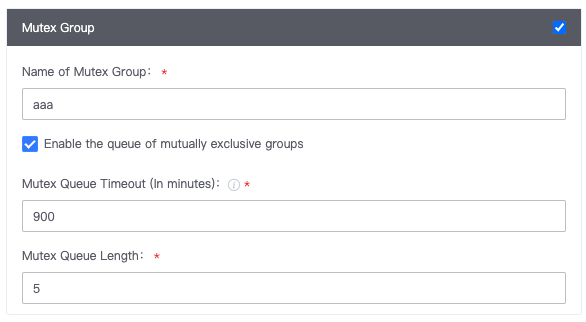 Mutex Group
Name of Mutex Group： *
aaa
Enable the queue of mutually exclusive groups
Mutex Queue Timeout (In minutes)： i *
900
Mutex Queue Length： *
5